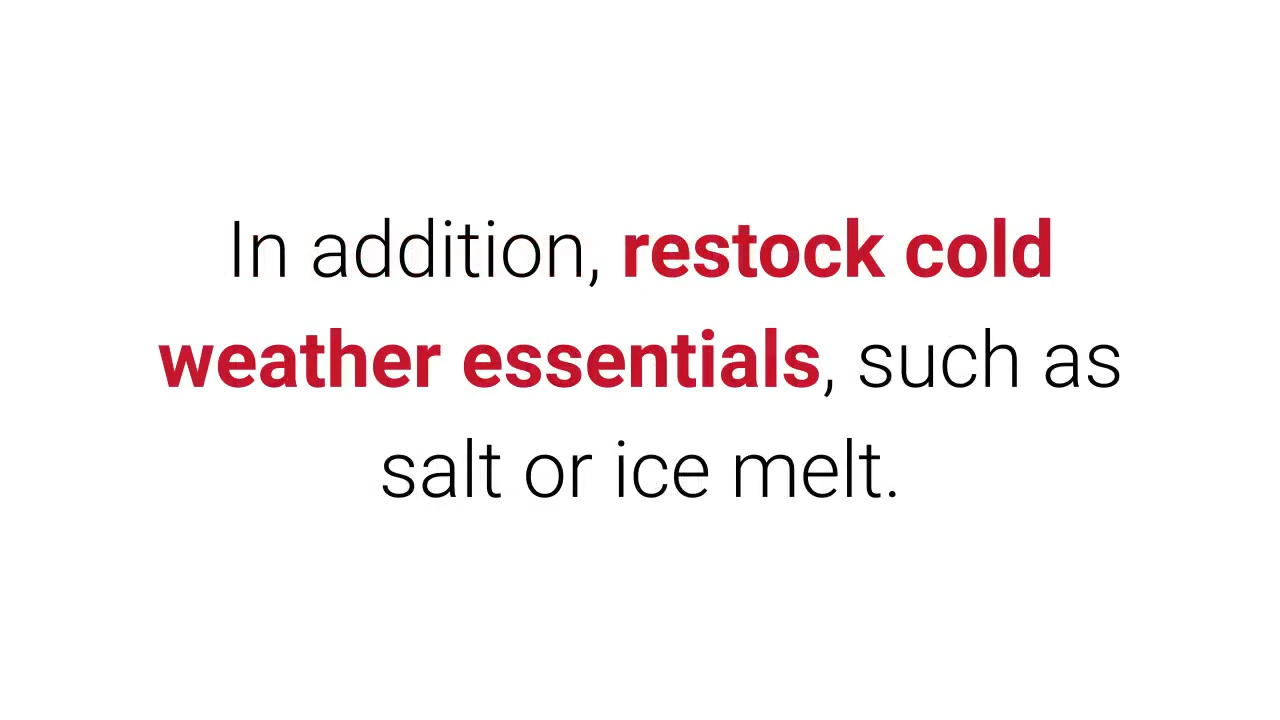 In addition, restock cold
weather essentials, such as
salt or ice melt.